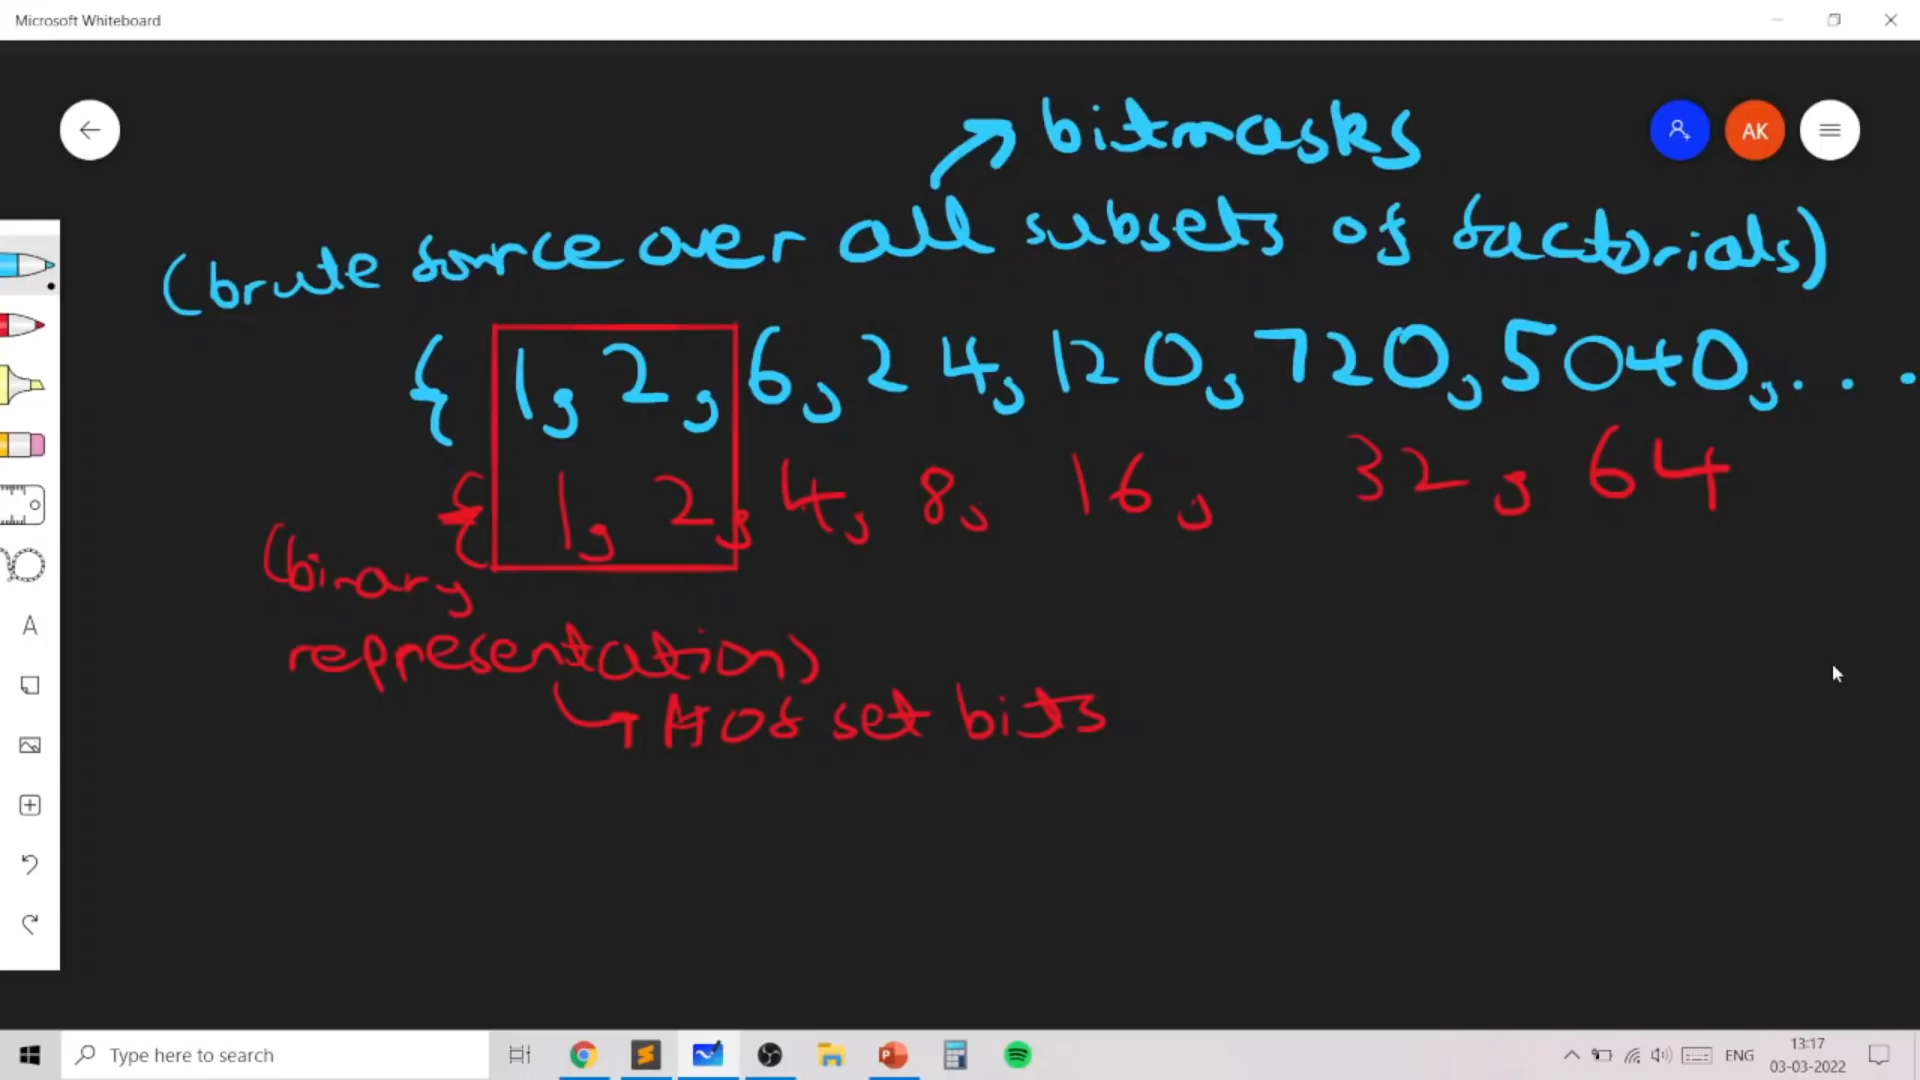 Microsoft Whiteboard
bitmasks
AK
(brute force over all subsets of factorials)
{ 1, 2, 6, 24, 120, 720, 5040, . . .
{ 1, 2, 4, 8, 16, 32, 64
(binary
representation)
# of set bits
A
Type here to search
ENG
13:17
03-03-2022